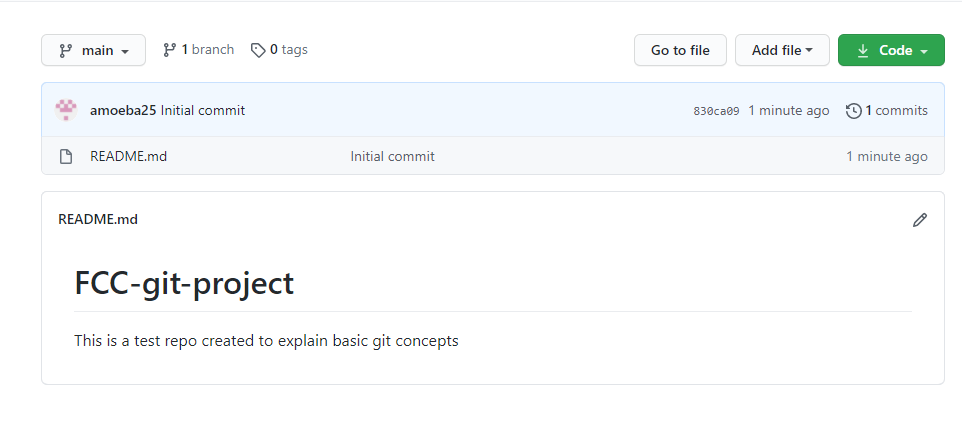 main 1 branch 0 tags Go to file Add file Code
amoeba25 Initial commit 830ca09 1 minute ago 1 commits
README.md Initial commit 1 minute ago
README.md
FCC-git-project
This is a test repo created to explain basic git concepts